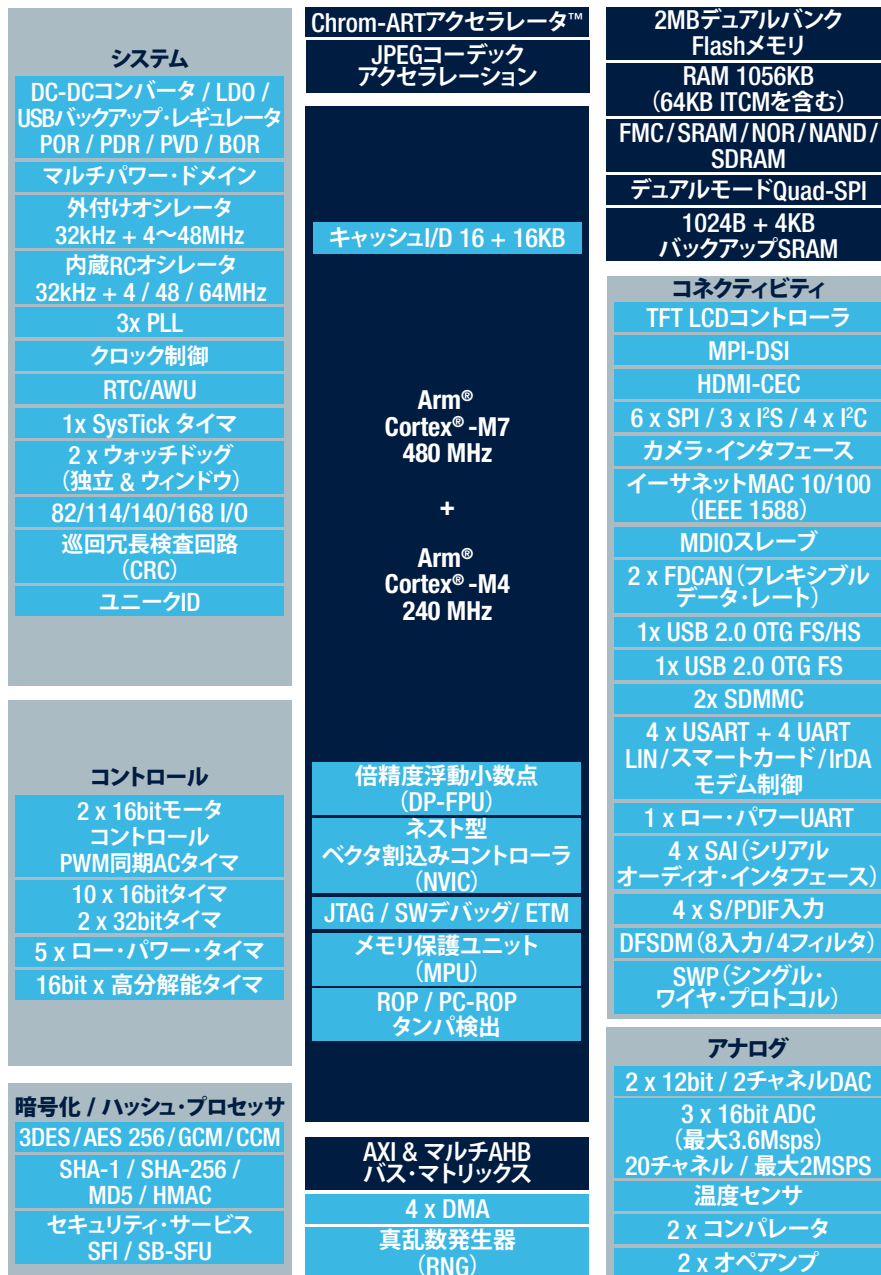 システム
DC-DCコンバータ / LDO /
USBバックアップ・レギュレータ
POR / PDR / PVD / BOR
マルチパワー・ドメイン
外付けオシレータ
32kHz + 4～48MHz
内蔵RCオシレータ
32kHz + 4 / 48 / 64MHz
3x PLL
クロック制御
RTC/AWU
1x SysTick タイマ
2 x ウォッチドッグ
（独立 & ウィンドウ）
82/114/140/168 I/O
巡回冗長検査回路
（CRC）
ユニークID
コントロール
2 x 16bitモータ
コントロール
PWM同期ACタイマ
10 x 16bitタイマ
2 x 32bitタイマ
5 x ロー・パワー・タイマ
16bit x 高分解能タイマ
暗号化 / ハッシュ・プロセッサ
3DES/AES 256/GCM/CCM
SHA-1 / SHA-256 /
MD5 / HMAC
セキュリティ・サービス
SFI / SB-SFU
Chrom-ARTアクセラレータ™
JPEGコーデック
アクセラレーション
キャッシュI/D 16 + 16KB
Arm®
Cortex® -M7
480 MHz
+
Arm®
Cortex® -M4
240 MHz
倍精度浮動小数点
（DP-FPU）
ネスト型
ベクタ割込みコントローラ
（NVIC）
JTAG / SWデバッグ/ ETM
メモリ保護ユニット
（MPU）
ROP / PC-ROP
タンパ検出
AXI & マルチAHB
バス・マトリックス
4 x DMA
真乱数発生器
（RNG）
2MBデュアルバンク
Flashメモリ
RAM 1056KB
（64KB ITCMを含む）
FMC/SRAM/NOR/NAND/
SDRAM
デュアルモードQuad-SPI
1024B + 4KB
バックアップSRAM
コネクティビティ
TFT LCDコントローラ
MPI-DSI
HDMI-CEC
6 x SPI / 3 x I²S / 4 x I²C
カメラ・インタフェース
イーサネットMAC 10/100
（IEEE 1588）
MDIOスレーブ
2 x FDCAN（フレキシブル
データ・レート）
1x USB 2.0 OTG FS/HS
1x USB 2.0 OTG FS
2x SDMMC
4 x USART + 4 UART
LIN/スマートカード/IrDA
モデム制御
1 x ロー・パワーUART
4 x SAI（シリアル
オーディオ・インタフェース）
4 x S/PDIF入力
DFSDM（8入力/4フィルタ）
SWP（シングル・
ワイヤ・プロトコル）
アナログ
2 x 12bit / 2チャネルDAC
3 x 16bit ADC
（最大3.6Msps）
20チャネル / 最大2MSPS
温度センサ
2 x コンパレータ
2 x オペアンプ